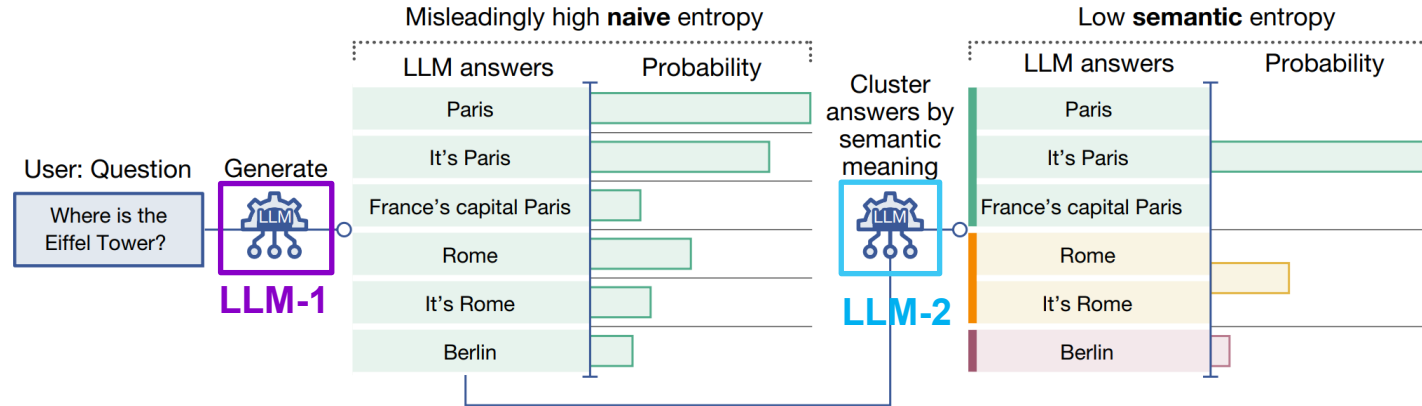 Misleadingly high naive entropy
Low semantic entropy
LLM answers
Probability
LLM answers
Probability
Cluster
answers by
semantic
meaning
User: Question
Generate
Where is the
Eiffel Tower?
LLM
LLM-1
Paris
It's Paris
France's capital Paris
Rome
It's Rome
Berlin
LLM
LLM-2
Paris
It's Paris
France's capital Paris
Rome
It's Rome
Berlin